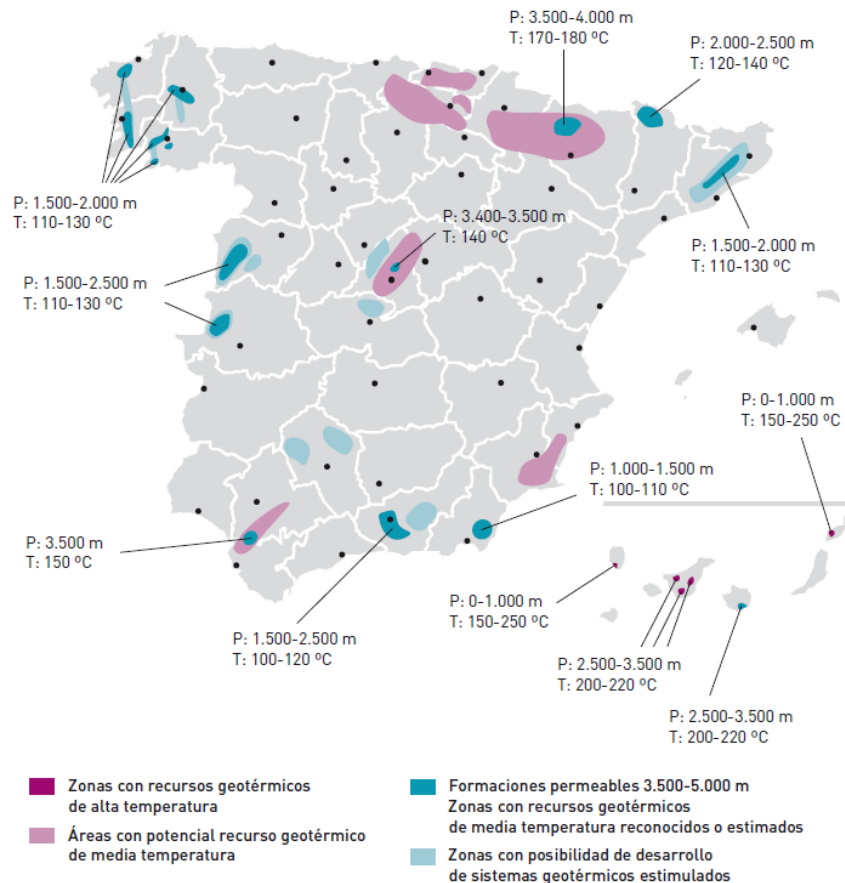 P: 3.500-4.000 m
T: 170-180 ºC
P: 2.000-2.500 m
T: 120-140 ºC
P: 1.500-2.000 m
T: 110-130 ºC
P: 3.400-3.500 m
T: 140 ºC
P: 1.500-2.000 m
T: 110-130 ºC
P: 1.500-2.500 m
T: 110-130 ºC
P: 0-1.000 m
T: 150-250 ºC
P: 1.000-1.500 m
T: 100-110 ºC
P: 3.500 m
T: 150 ºC
P: 0-1.000 m
T: 150-250 ºC
P: 1.500-2.500 m
T: 100-120 ºC
P: 2.500-3.500 m
T: 200-220 ºC
P: 2.500-3.500 m
T: 200-220 ºC
Zonas con recursos geotérmicos
de alta temperatura
Áreas con potencial recurso geotérmico
de media temperatura
Formaciones permeables 3.500-5.000 m
Zonas con recursos geotérmicos
de media temperatura reconocidos o estimados
Zonas con posibilidad de desarrollo
de sistemas geotérmicos estimulados